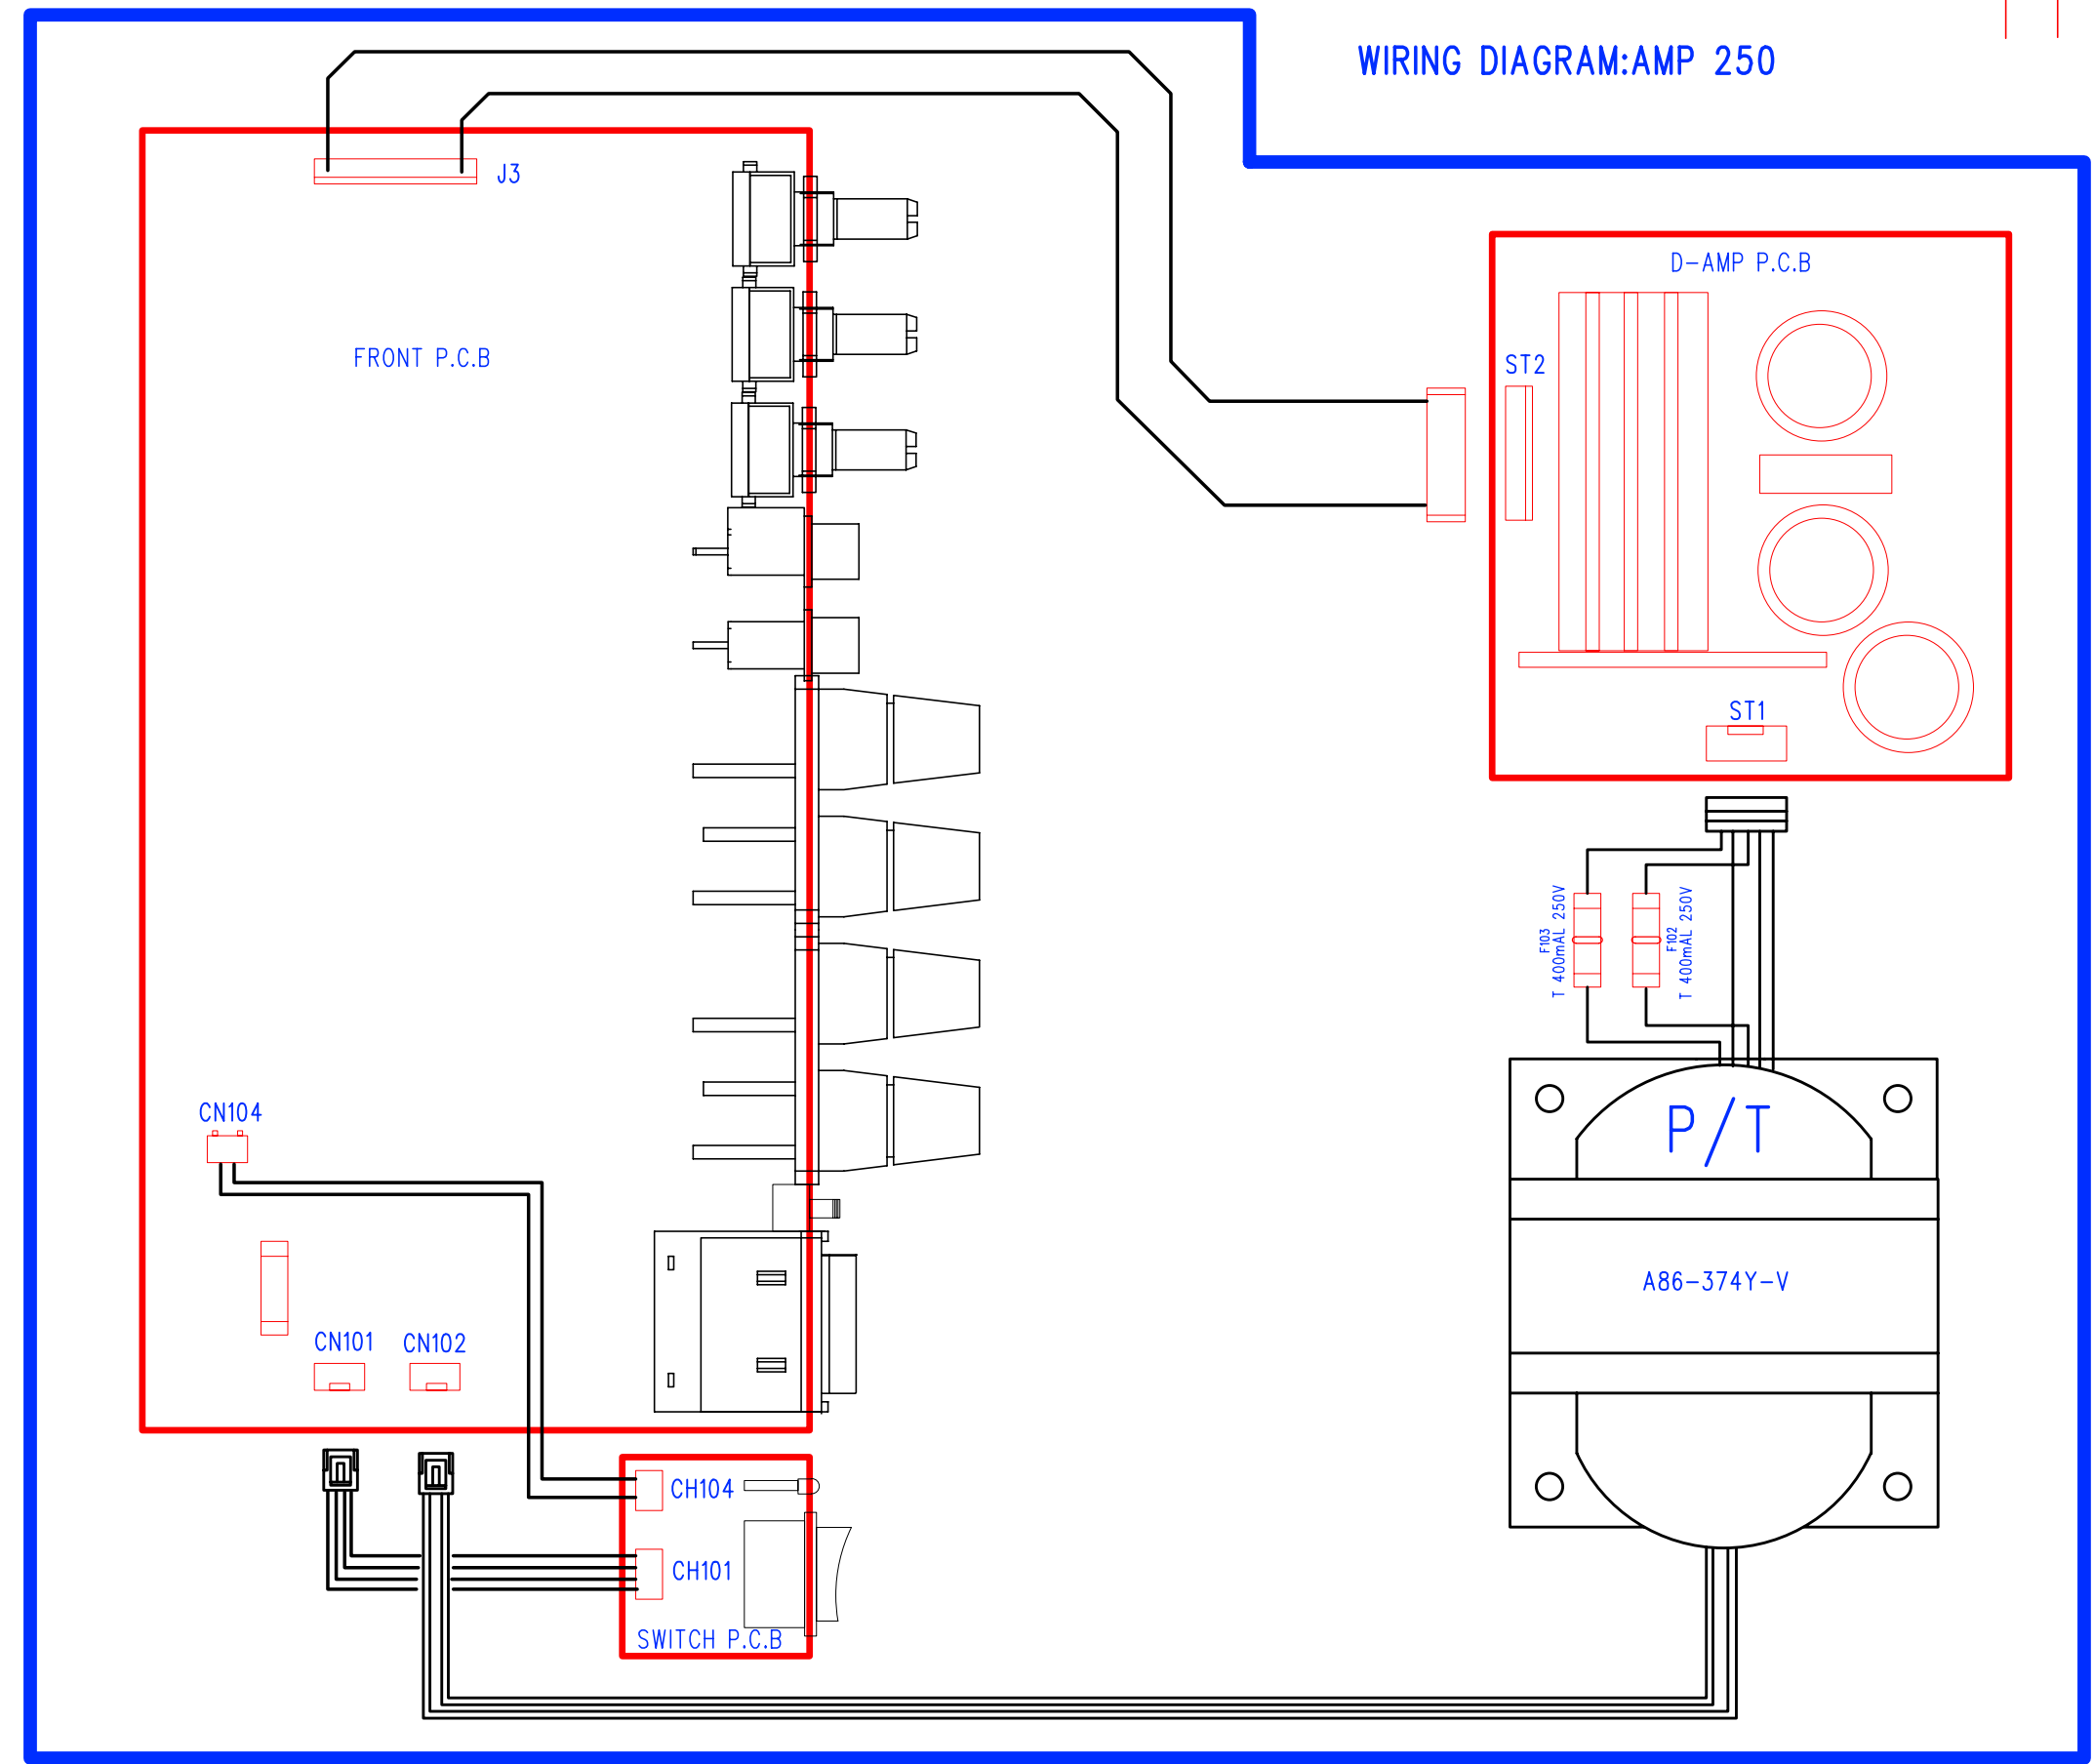 WIRING DIAGRAM:AMP 250
J3
D-AMP P.C.B
FRONT P.C.B
ST2
ST1
F103
T 400mAL 250V
F102
T 400mAL 250V
CN104
P/T
A86-374Y-V
CN101
CN102
CH104
CH101
SWITCH P.C.B